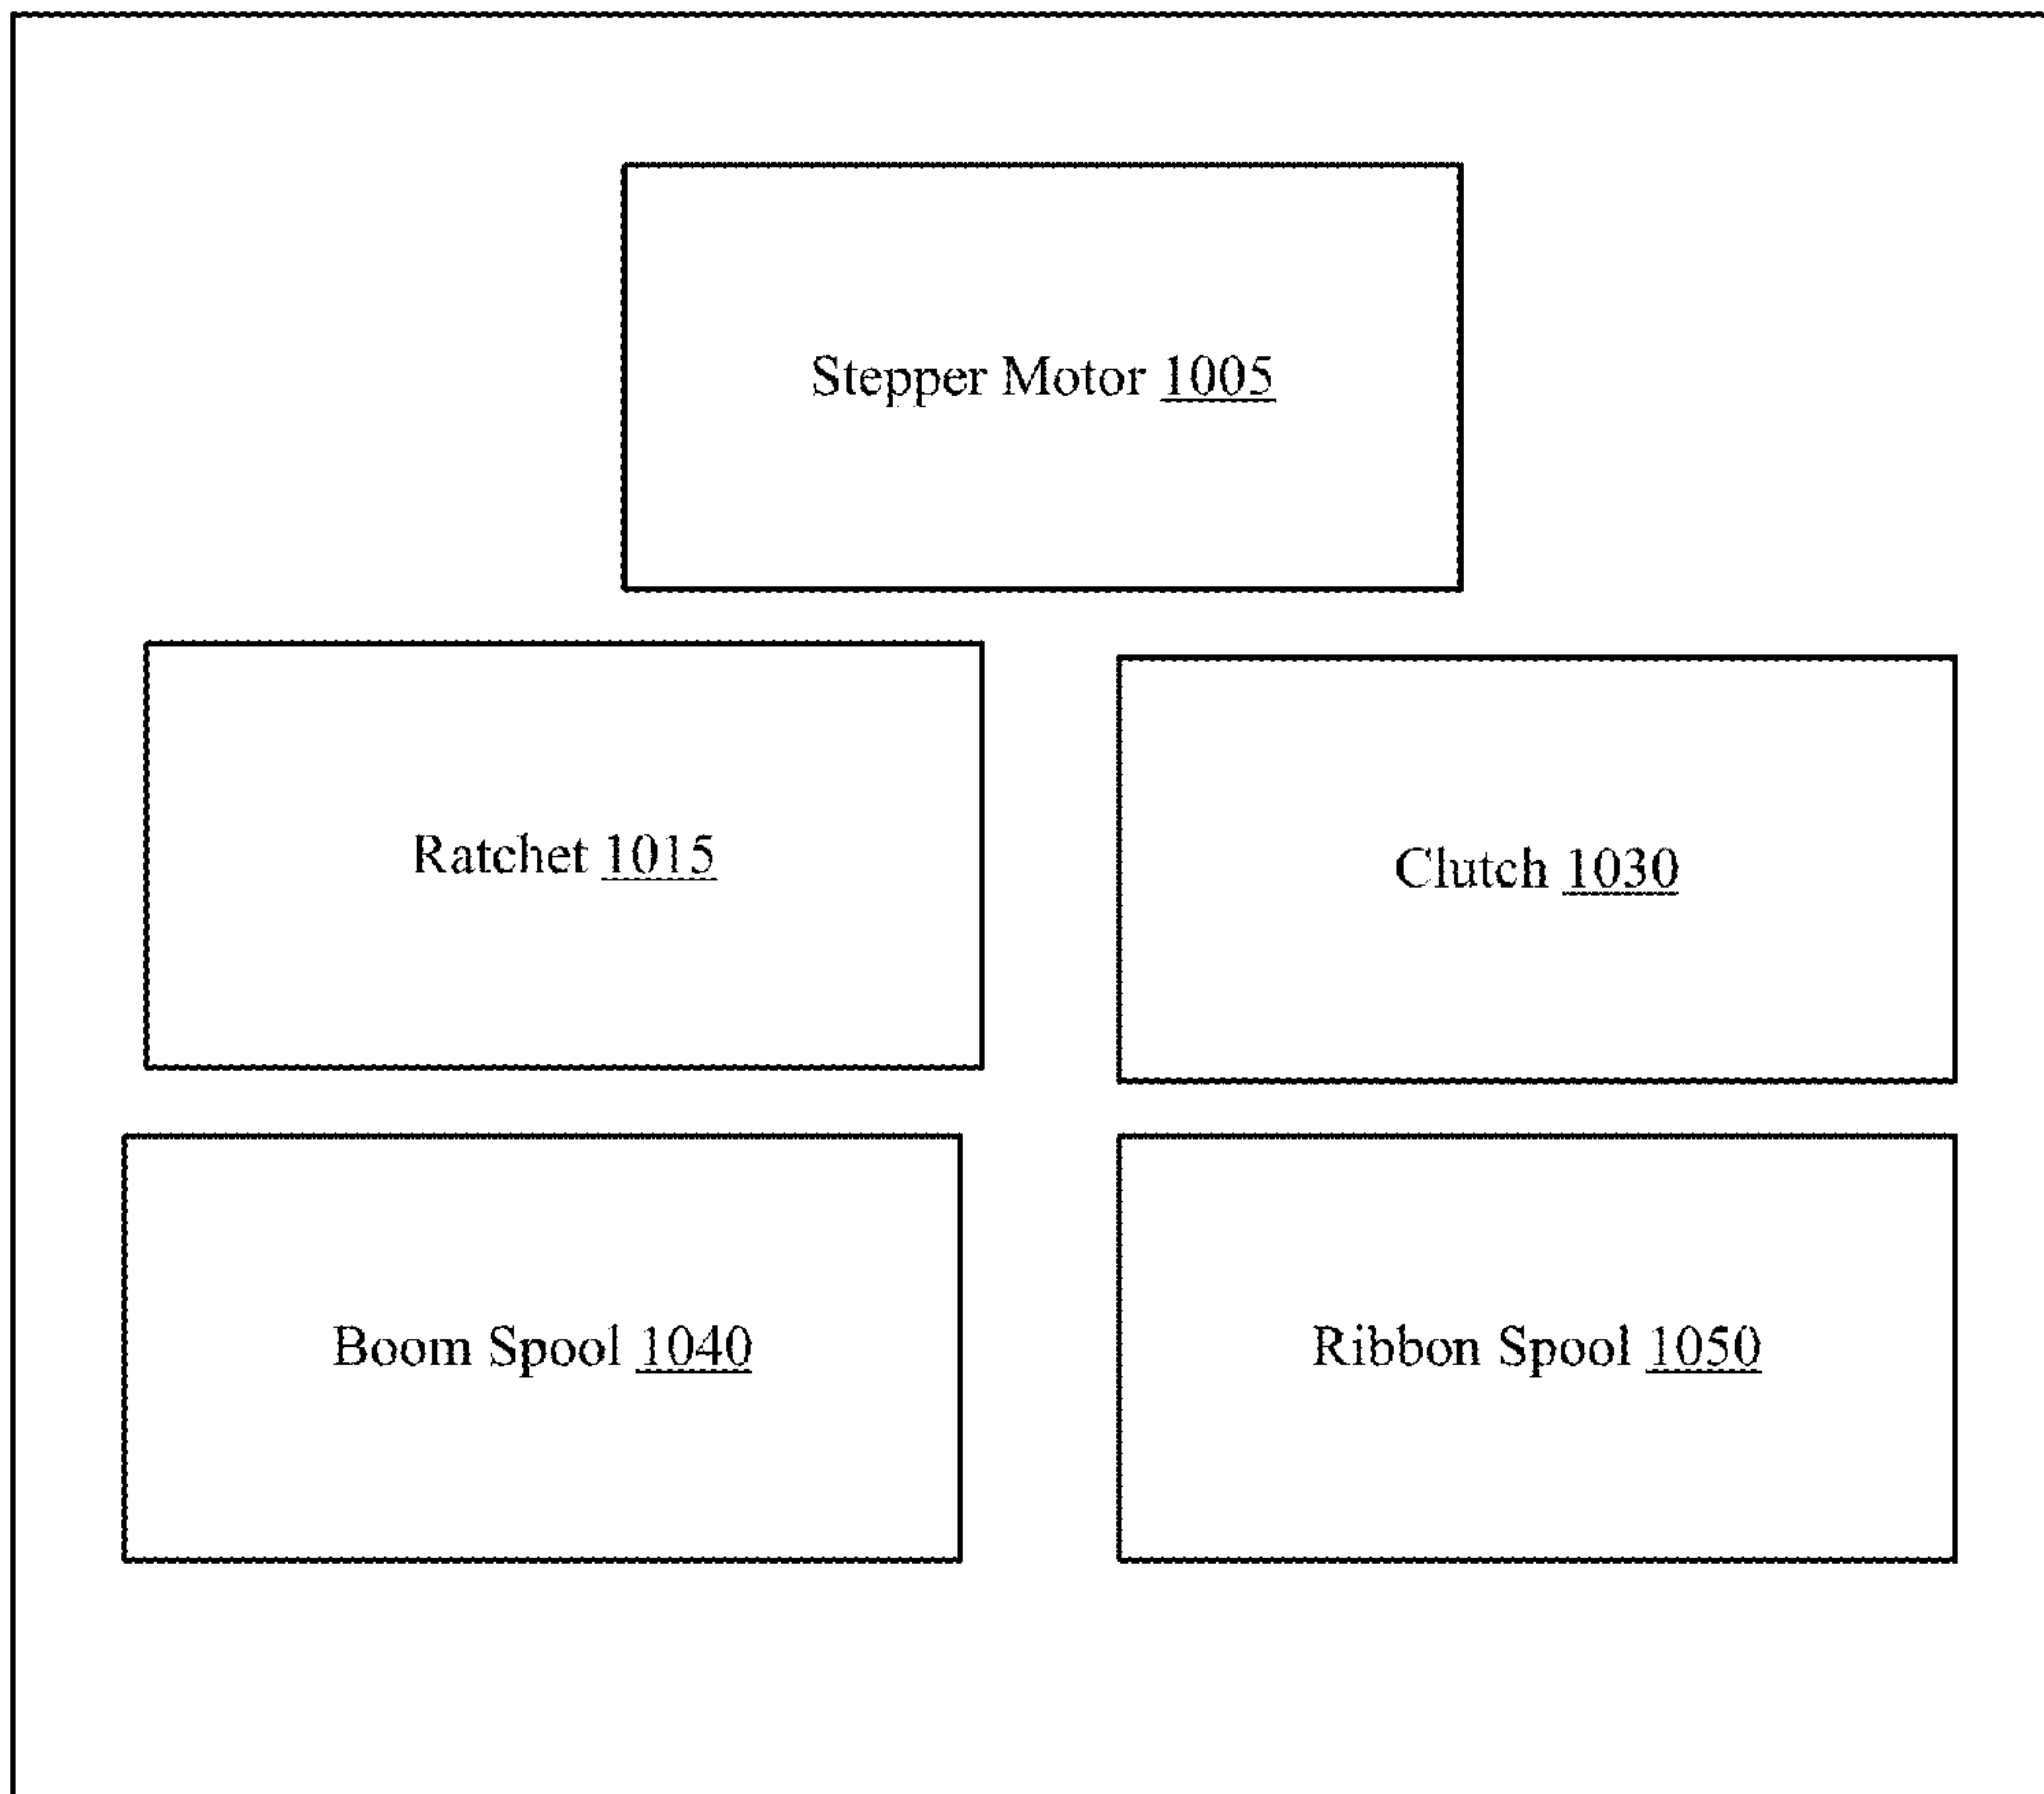 Stepper Motor 1005
Ratchet 1015
Clutch 1030
Boom Spool 1040
Ribbon Spool 1050